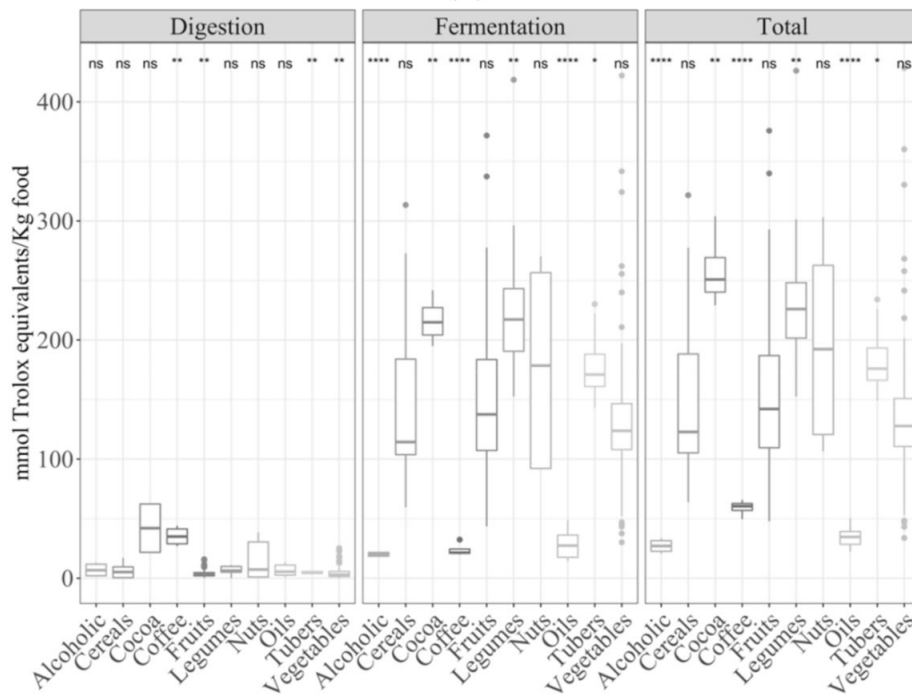 Digestion Fermentation Total
ns ns ns ** ** ns ns ns ** ** **** ns ** **** ns ** ns **** * ns **** ns ** **** ns ** ns **** * ns
mmol Trolox equivalents/Kg food
400
300
200
100
0
Alcoholic Cereals Cocoa Coffee Fruits Legumes Nuts Oils Tubers Vegetables Alcoholic Cereals Cocoa Coffee Fruits Legumes Nuts Oils Tubers Vegetables Alcoholic Cereals Cocoa Coffee Fruits Legumes Nuts Oils Tubers Vegetables